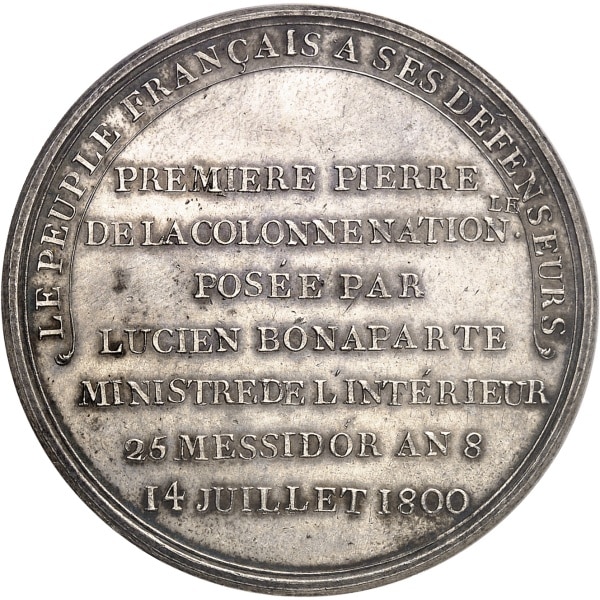 LE PEUPLE FRANÇAIS A SES DÉFENSEURS
PREMIERE PIERRE
DE LA COLONNE NATION.LE
POSÉE PAR
LUCIEN BONAPARTE
MINISTRE DE L INTÉRIEUR
25 MESSIDOR AN 8
14 JUILLET 1800